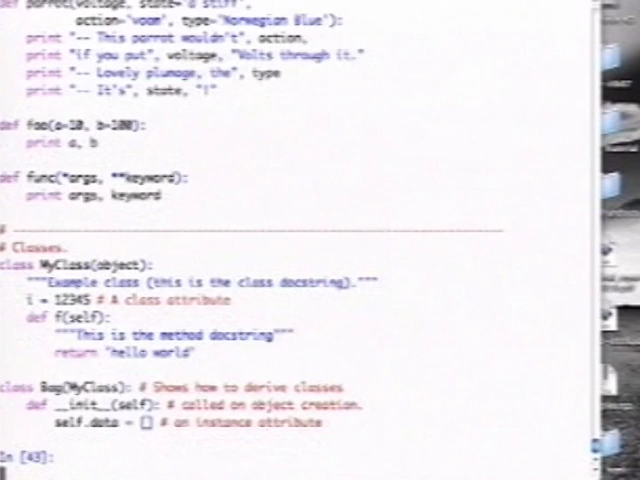 def parrot(voltage, state='a stiff',
action='voom', type='Norwegian Blue'):
print "-- This parrot wouldn't", action,
print "if you put", voltage, "Volts through it."
print "-- Lovely plumage, the", type
print "-- It's", state, "!"
def foo(a=10, b=100):
print a, b
def func(*args, **keyword):
print args, keyword
# Classes.
class MyClass(object):
"""Example class (this is the class docstring)."""
i = 12345 # A class attribute
def f(self):
"""This is the method docstring"""
return "hello world"
class Bag(MyClass): # Shows how to derive classes
def __init__(self): # called on object creation.
self.data = [] # an instance attribute
In [43]: